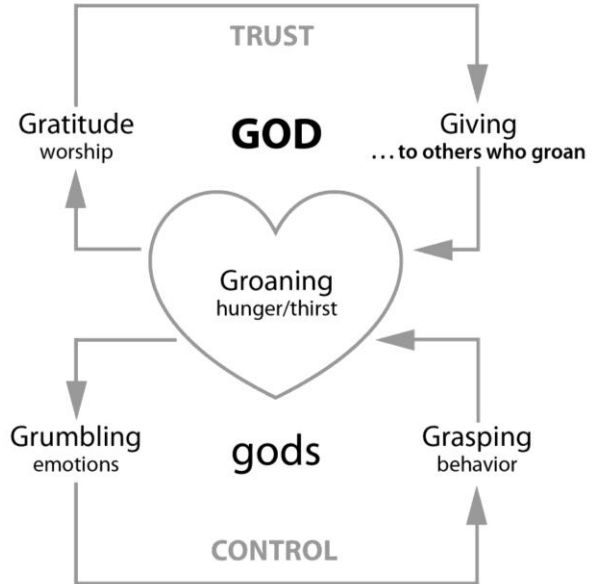 TRUST
Gratitude
worship
GOD
Giving
...to others who groan
Groaning
hunger/thirst
Grumbling
emotions
gods
Grasping
behavior
CONTROL